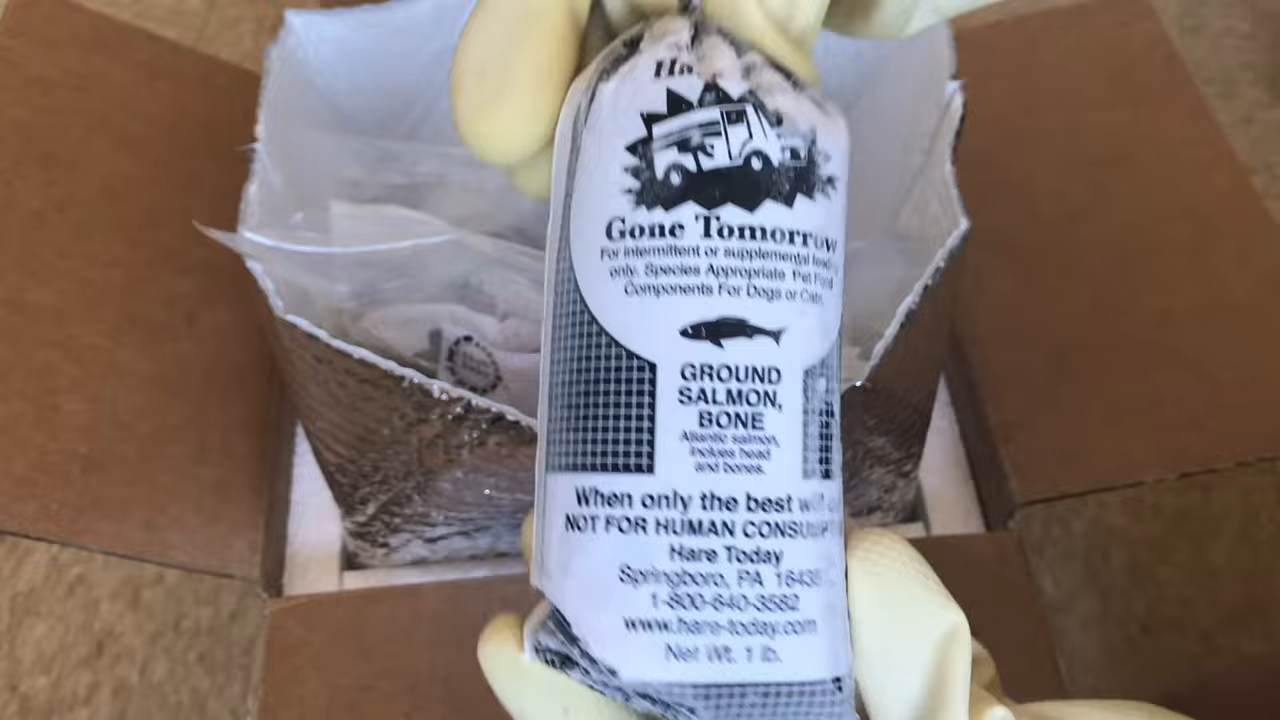 Gone Tomorrow
For intermittent or supplemental
only. Species Appropriate Pet Food
Components For Dogs or Cats.
GROUND
SALMON,
BONE
Atlantic salmon,
includes head
and bones.
When only the best
NOT FOR HUMAN
Hare Today
Springboro, PA 1643
1-800-640-3582
www.hare-today.com
Net Wt. 1 lb.